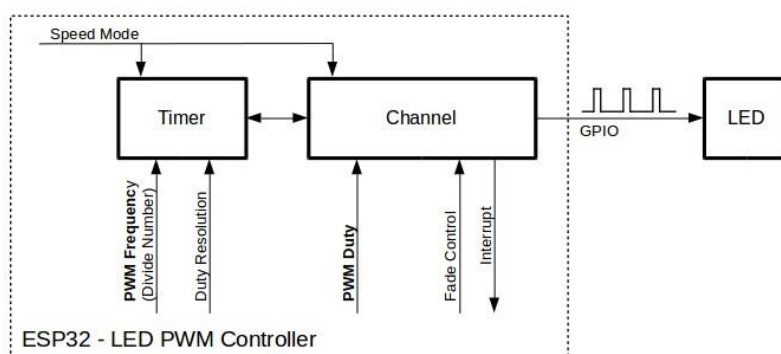 Speed Mode
Timer
Channel
GPIO
LED
PWM Frequency
(Divide Number)
Duty Resolution
PWM Duty
Fade Control
Interrupt
ESP32 - LED PWM Controller